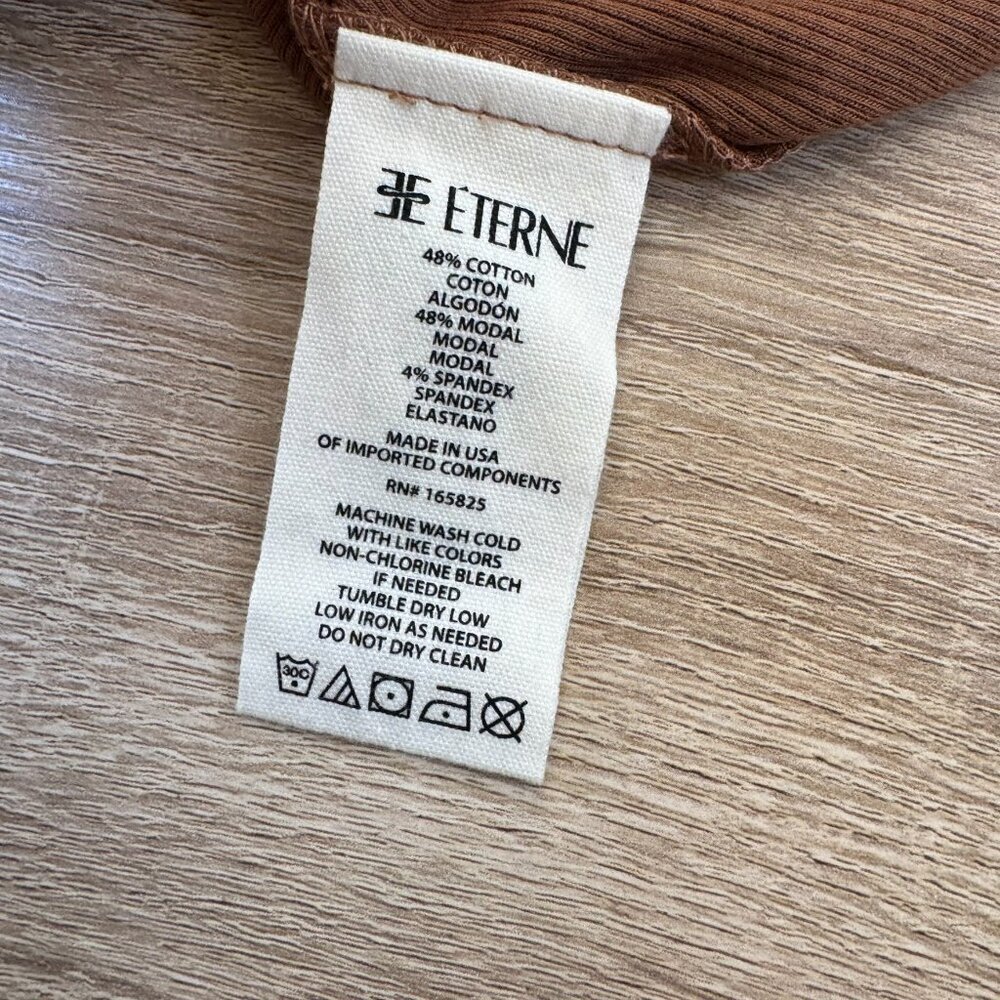 ÉTERNE
48% COTTON
COTON
ALGODÓN
48% MODAL
MODAL
MODAL
4% SPANDEX
SPANDEX
ELASTANO
MADE IN USA
OF IMPORTED COMPONENTS
RN# 165825
MACHINE WASH COLD
WITH LIKE COLORS
NON-CHLORINE BLEACH
IF NEEDED
TUMBLE DRY LOW
LOW IRON AS NEEDED
DO NOT DRY CLEAN
30C